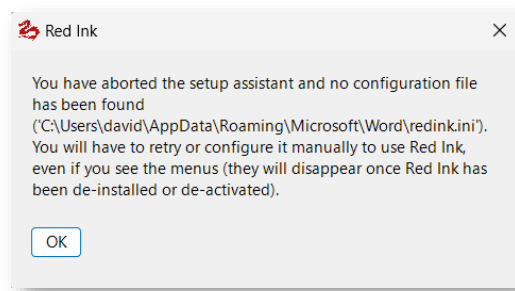 Red Ink
You have aborted the setup assistant and no configuration file
has been found
('C:\Users\david\AppData\Roaming\Microsoft\Word\redink.ini').
You will have to retry or configure it manually to use Red Ink,
even if you see the menus (they will disappear once Red Ink has
been de-installed or de-activated).
OK